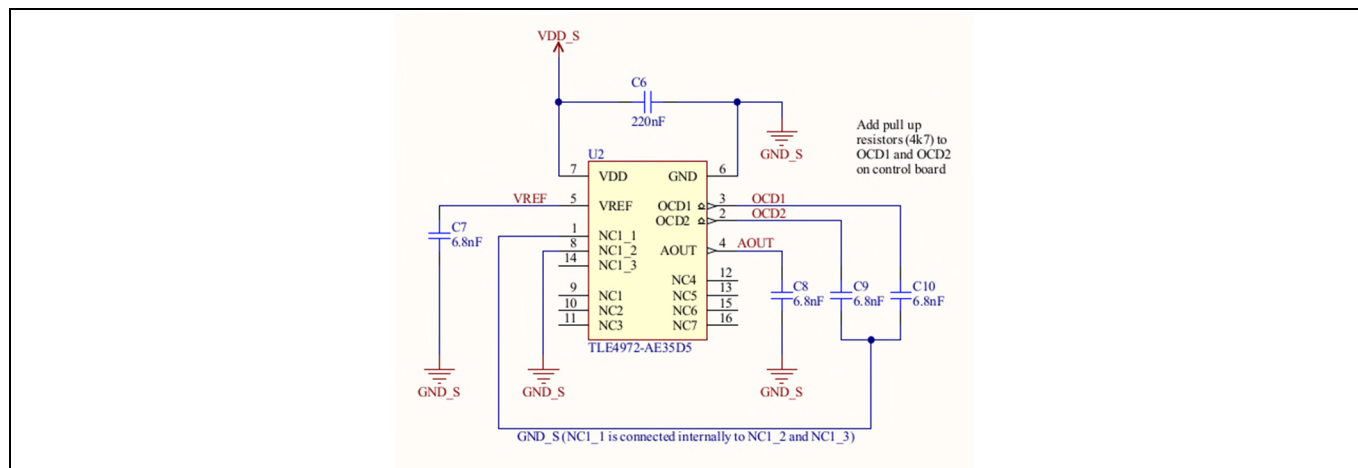 VDD_S
C6
220nF
GND_S
Add pull up
resistors (4k7) to
OCD1 and OCD2
on control board
U2
7 VDD GND 6
VREF 5 VREF OCD1 3 OCD1
OCD2 2 OCD2
C7
6.8nF
1 NC1_1
8 NC1_2 AOUT 4 AOUT
14 NC1_3
NC4 12
9 NC1 NC5 13
10 NC2 NC6 15
11 NC3 NC7 16
C8
6.8nF
C9
6.8nF
C10
6.8nF
TLE4972-AE35D5
GND_S GND_S GND_S
GND_S (NC1_1 is connected internally to NC1_2 and NC1_3)